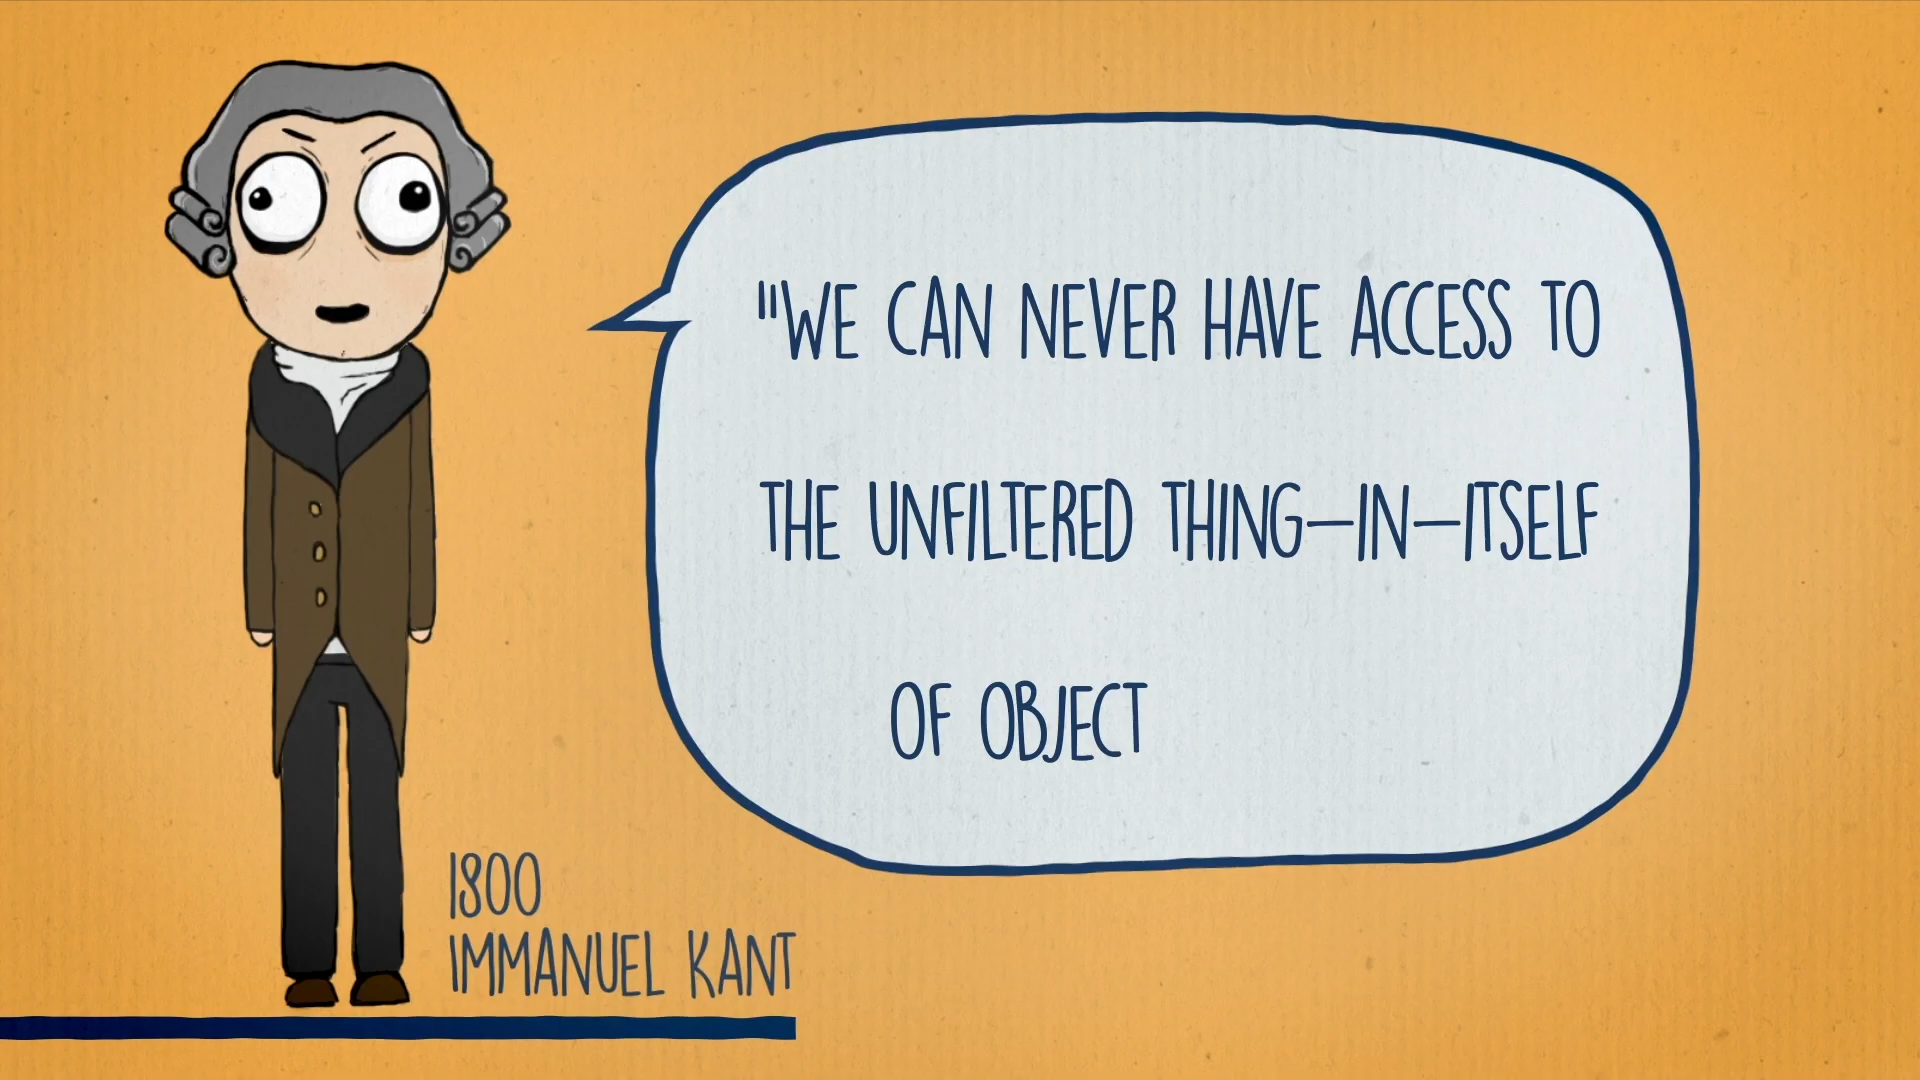 "WE CAN NEVER HAVE ACCESS TO
THE UNFILTERED THING-IN-ITSELF
OF OBJECT
1800
IMMANUEL KANT